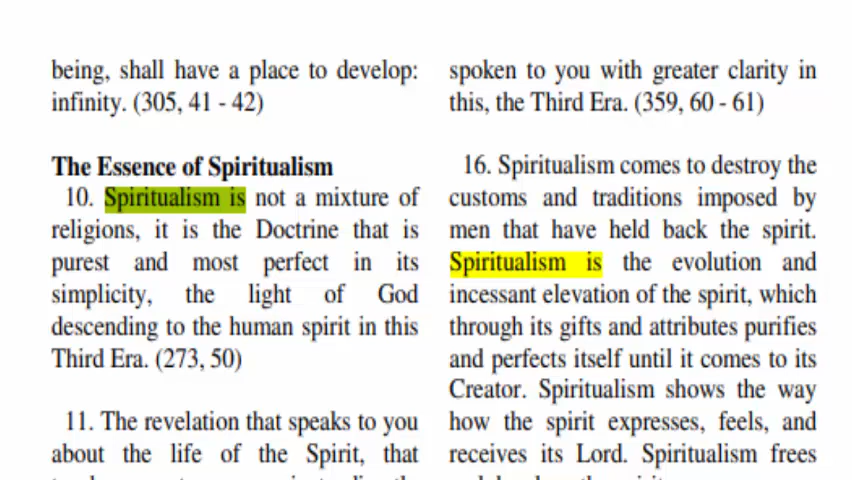 being, shall have a place to develop:
infinity. (305, 41 - 42)
The Essence of Spiritualism
10. Spiritualism is not a mixture of
religions, it is the Doctrine that is
purest and most perfect in its
simplicity, the light of God
descending to the human spirit in this
Third Era. (273, 50)
11. The revelation that speaks to you
about the life of the Spirit, that
spoken to you with greater clarity in
this, the Third Era. (359, 60 - 61)
16. Spiritualism comes to destroy the
customs and traditions imposed by
men that have held back the spirit.
Spiritualism is the evolution and
incessant elevation of the spirit, which
through its gifts and attributes purifies
and perfects itself until it comes to its
Creator. Spiritualism shows the way
how the spirit expresses, feels, and
receives its Lord. Spiritualism frees